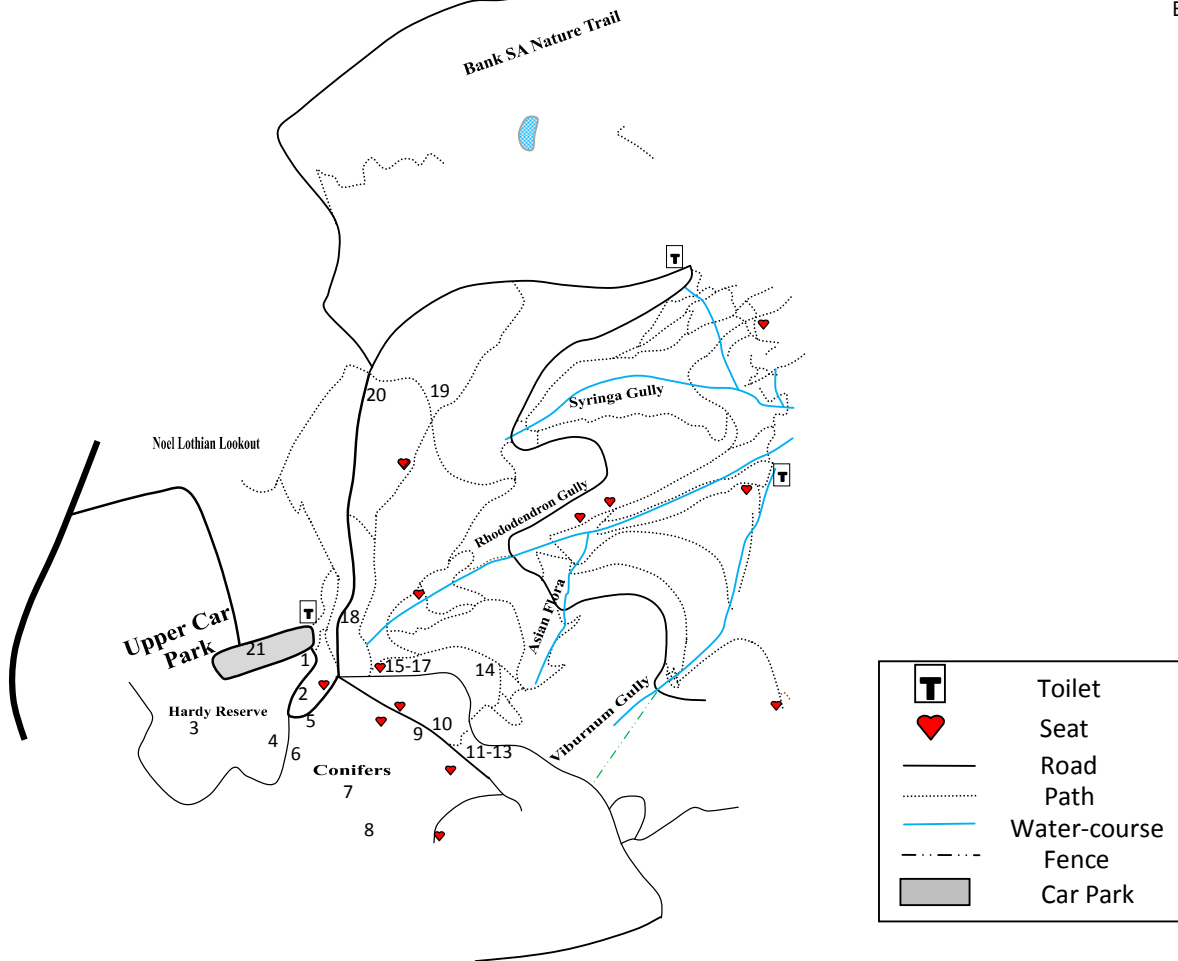 E
Bank SA Nature Trail
T
20
19
Syringa Gully
Noel Lothian Lookout
T
Rhododendron Gully
Asian Flora
T
18
Upper Car
Park
21
1
15-17
14
2
Hardy Reserve
3
5
4
6
9
10
11-13
Viburnum Gully
Conifers
7
8
T
Toilet
Seat
Road
Path
Water-course
Fence
Car Park